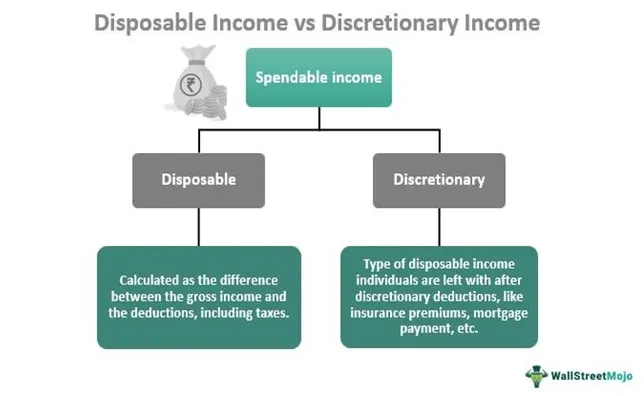 Disposable Income vs Discretionary Income
Spendable income
₹
Disposable
Discretionary
Calculated as the difference
between the gross income and
the deductions, including taxes.
Type of disposable income
individuals are left with after
discretionary deductions, like
insurance premiums, mortgage
payment, etc.
WallStreetMojo